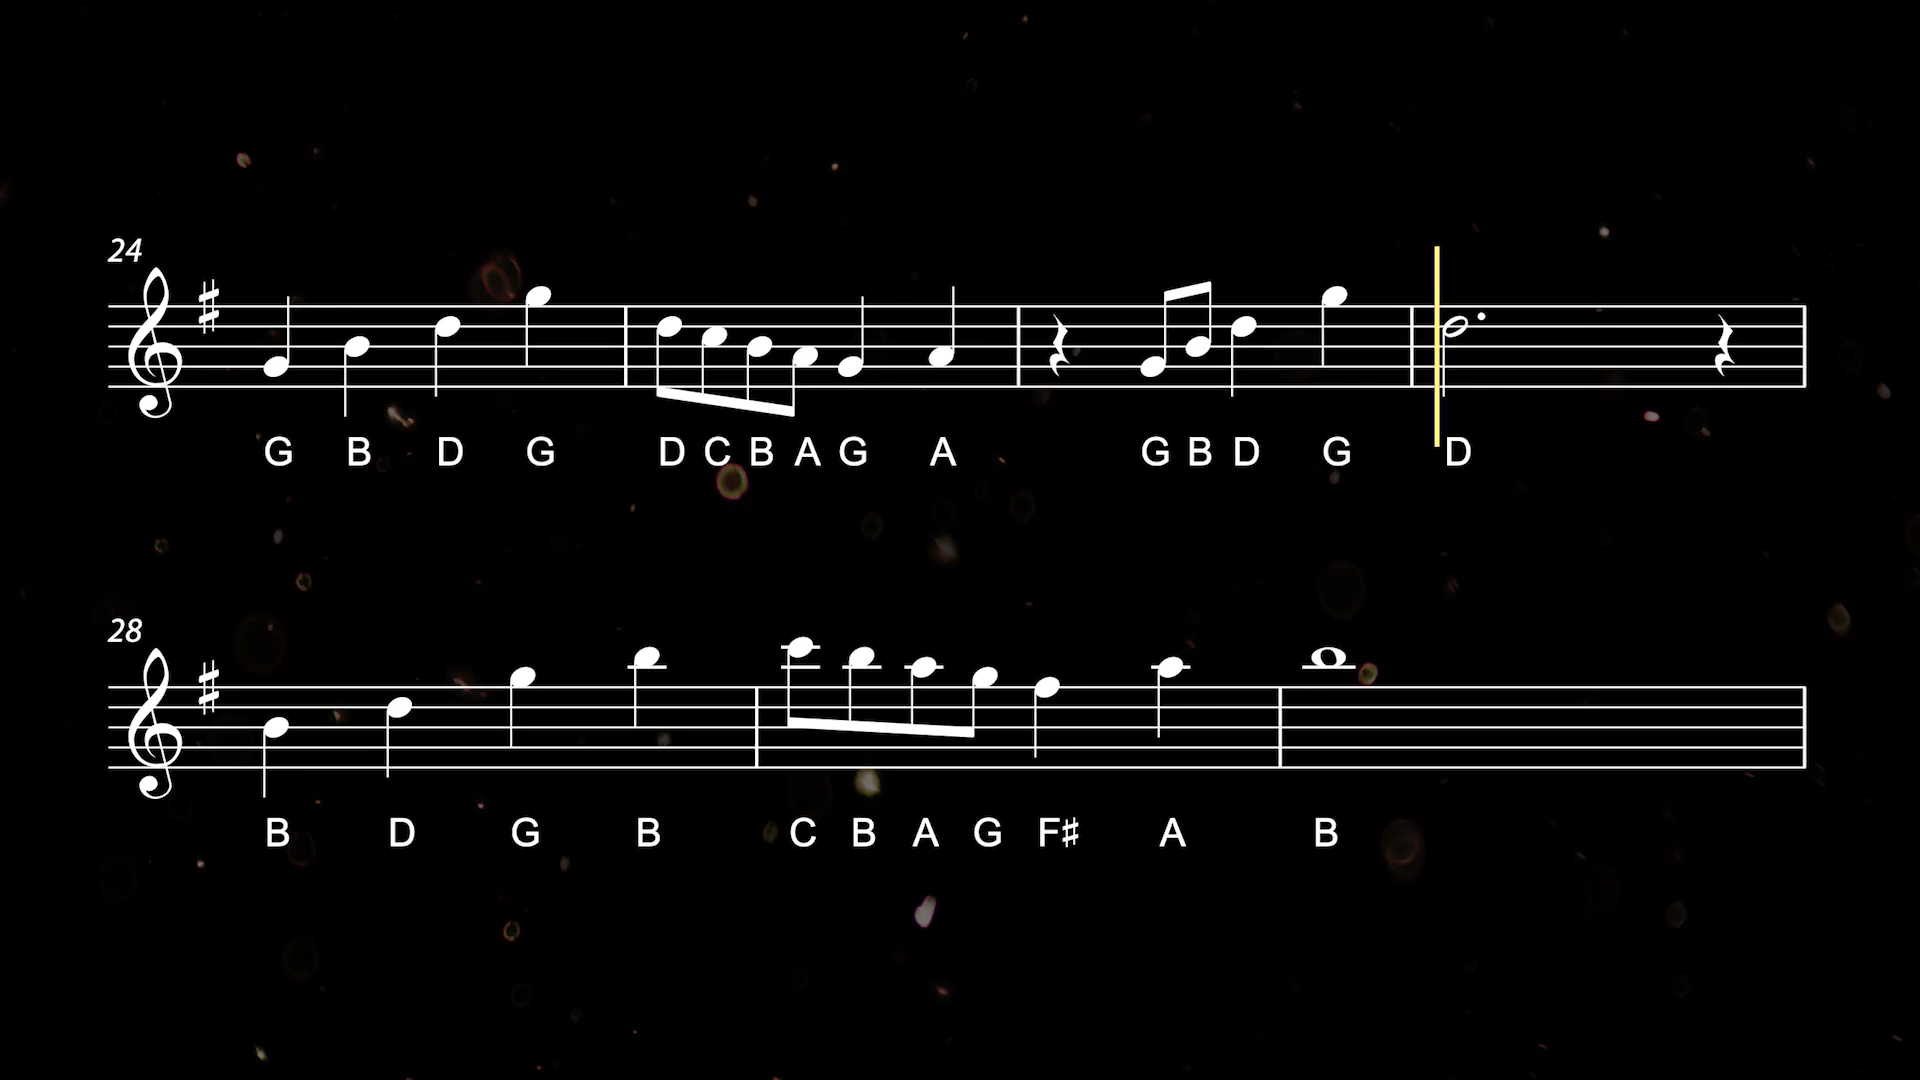 24
G B D G D C B A G A G B D G D
28
B D G B C B A G F♯ A B